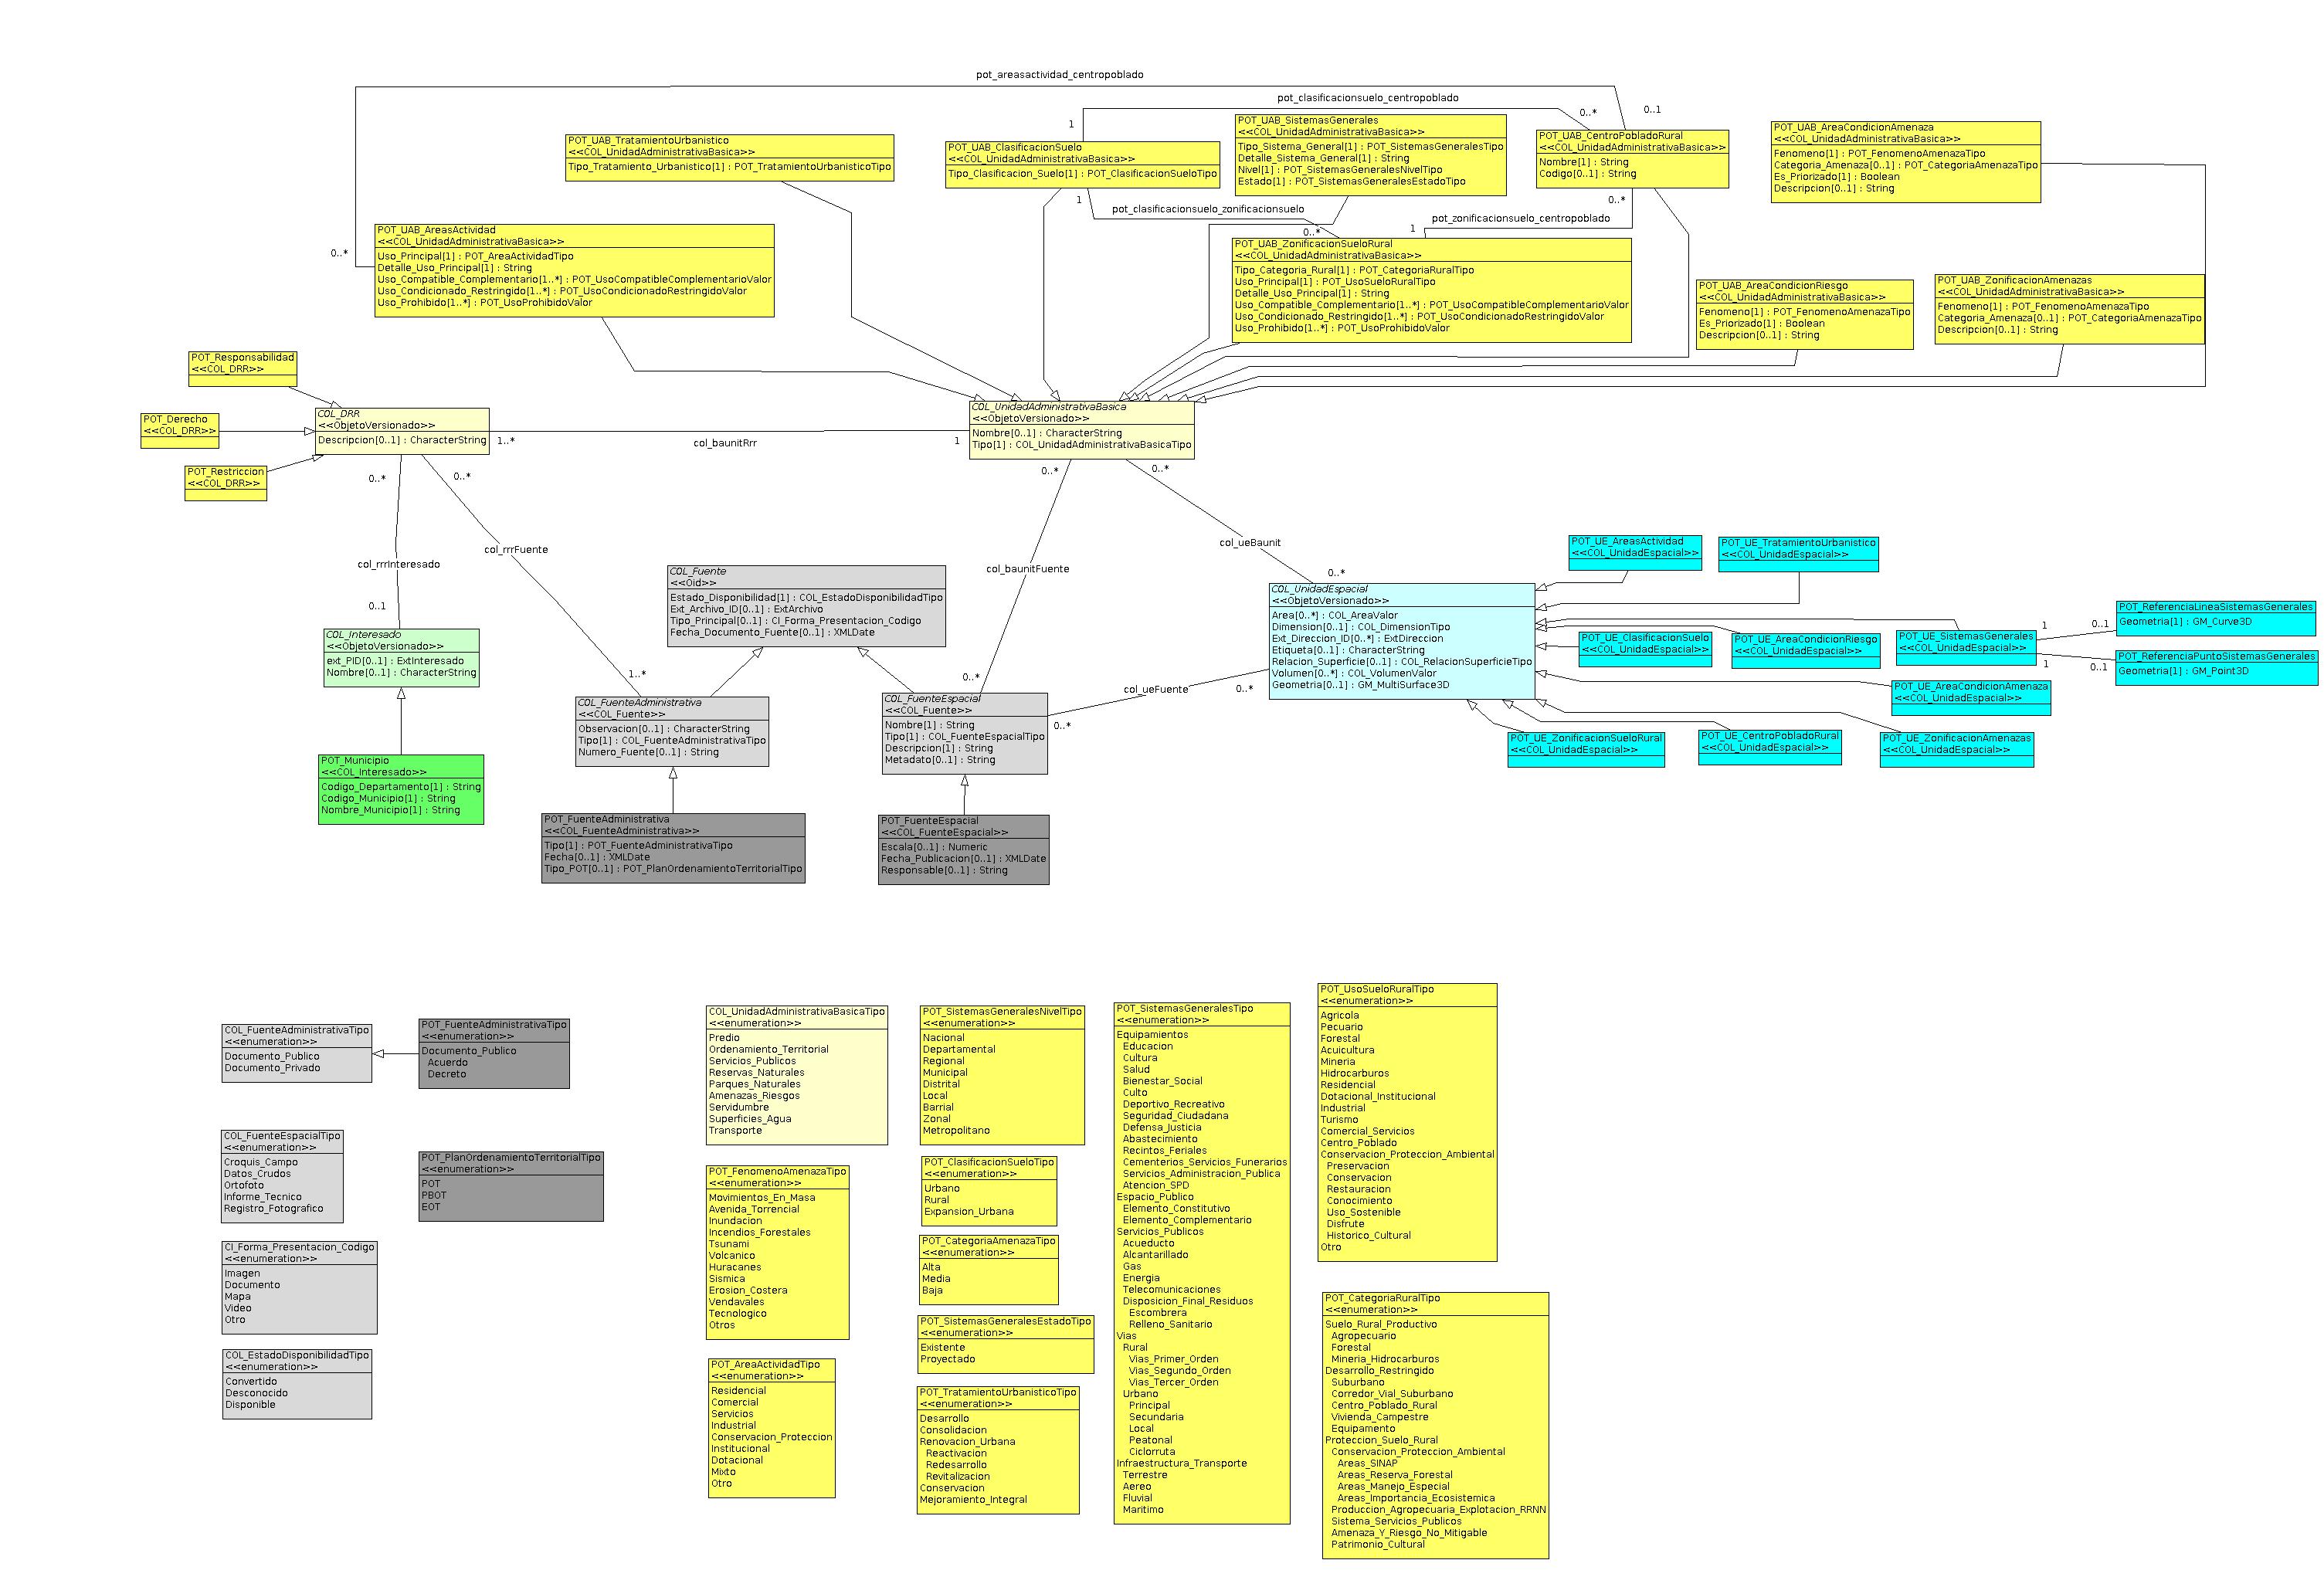 pot_areasactividad_centropoblado
pot_clasificacionsuelo_centropoblado
0..*
0..1
1
POT_UAB_TratamientoUrbanistico
<<COL_UnidadAdministrativaBasica>>
Tipo_Tratamiento_Urbanistico[1] : POT_TratamientoUrbanisticoTipo
POT_UAB_ClasificacionSuelo
<<COL_UnidadAdministrativaBasica>>
Tipo_Clasificacion_Suelo[1] : POT_ClasificacionSueloTipo
POT_UAB_SistemasGenerales
<<COL_UnidadAdministrativaBasica>>
Tipo_Sistema_General[1] : POT_SistemasGeneralesTipo
Detalle_Sistema_General[1] : String
Nivel[1] : POT_SistemasGeneralesNivelTipo
Estado[1] : POT_SistemasGeneralesEstadoTipo
POT_UAB_CentroPobladoRural
<<COL_UnidadAdministrativaBasica>>
Nombre[1] : String
Codigo[0..1] : String
POT_UAB_AreaCondicionAmenaza
<<COL_UnidadAdministrativaBasica>>
Fenomeno[1] : POT_FenomenoAmenazaTipo
Categoria_Amenaza[0..1] : POT_CategoriaAmenazaTipo
Es_Priorizado[1] : Boolean
Descripcion[0..1] : String
1
0..*
pot_clasificacionsuelo_zonificacionsuelo
pot_zonificacionsuelo_centropoblado
1
0..*
0..*
POT_UAB_AreasActividad
<<COL_UnidadAdministrativaBasica>>
Uso_Principal[1] : POT_AreaActividadTipo
Detalle_Uso_Principal[1] : String
Uso_Compatible_Complementario[1..*] : POT_UsoCompatibleComplementarioValor
Uso_Condicionado_Restringido[1..*] : POT_UsoCondicionadoRestringidoValor
Uso_Prohibido[1..*] : POT_UsoProhibidoValor
POT_UAB_ZonificacionSueloRural
<<COL_UnidadAdministrativaBasica>>
Tipo_Categoria_Rural[1] : POT_CategoriaRuralTipo
Uso_Principal[1] : POT_UsoSueloRuralTipo
Detalle_Uso_Principal[1] : String
Uso_Compatible_Complementario[1..*] : POT_UsoCompatibleComplementarioValor
Uso_Condicionado_Restringido[1..*] : POT_UsoCondicionadoRestringidoValor
Uso_Prohibido[1..*] : POT_UsoProhibidoValor
POT_UAB_AreaCondicionRiesgo
<<COL_UnidadAdministrativaBasica>>
Fenomeno[1] : POT_FenomenoAmenazaTipo
Es_Priorizado[1] : Boolean
Descripcion[0..1] : String
POT_UAB_ZonificacionAmenazas
<<COL_UnidadAdministrativaBasica>>
Fenomeno[1] : POT_FenomenoAmenazaTipo
Categoria_Amenaza[0..1] : POT_CategoriaAmenazaTipo
Descripcion[0..1] : String
POT_Responsabilidad
<<COL_DRR>>
POT_Derecho
<<COL_DRR>>
POT_Restriccion
<<COL_DRR>>
COL_DRR
<<ObjetoVersionado>>
Descripcion[0..1] : CharacterString
1..*
col_baunitRrr
1
COL_UnidadAdministrativaBasica
<<ObjetoVersionado>>
Nombre[0..1] : CharacterString
Tipo[1] : COL_UnidadAdministrativaBasicaTipo
0..*
0..*
0..*
0..*
col_rrrInteresado
col_rrrFuente
col_baunitFuente
col_ueBaunit
0..1
1..*
0..*
0..*
COL_Fuente
<<Oid>>
Estado_Disponibilidad[1] : COL_EstadoDisponibilidadTipo
Ext_Archivo_ID[0..1] : ExtArchivo
Tipo_Principal[0..1] : CI_Forma_Presentacion_Codigo
Fecha_Documento_Fuente[0..1] : XMLDate
COL_Interesado
<<ObjetoVersionado>>
ext_PID[0..1] : ExtInteresado
Nombre[0..1] : CharacterString
COL_UnidadEspacial
<<ObjetoVersionado>>
Area[0..*] : COL_AreaValor
Dimension[0..1] : COL_DimensionTipo
Ext_Direccion_ID[0..*] : ExtDireccion
Etiqueta[0..1] : CharacterString
Relacion_Superficie[0..1] : COL_RelacionSuperficieTipo
Volumen[0..*] : COL_VolumenValor
Geometria[0..1] : GM_MultiSurface3D
POT_UE_AreasActividad
<<COL_UnidadEspacial>>
POT_UE_TratamientoUrbanistico
<<COL_UnidadEspacial>>
POT_UE_ClasificacionSuelo
<<COL_UnidadEspacial>>
POT_UE_AreaCondicionRiesgo
<<COL_UnidadEspacial>>
POT_UE_SistemasGenerales
<<COL_UnidadEspacial>>
1
0..1
1
0..1
POT_ReferenciaLineaSistemasGenerales
Geometria[1] : GM_Curve3D
POT_ReferenciaPuntoSistemasGenerales
Geometria[1] : GM_Point3D
POT_UE_AreaCondicionAmenaza
<<COL_UnidadEspacial>>
POT_UE_ZonificacionSueloRural
<<COL_UnidadEspacial>>
POT_UE_CentroPobladoRural
<<COL_UnidadEspacial>>
POT_UE_ZonificacionAmenazas
<<COL_UnidadEspacial>>
col_ueFuente
0..*
0..*
COL_FuenteAdministrativa
<<COL_Fuente>>
Observacion[0..1] : CharacterString
Tipo[1] : COL_FuenteAdministrativaTipo
Numero_Fuente[0..1] : String
COL_FuenteEspacial
<<COL_Fuente>>
Nombre[1] : String
Tipo[1] : COL_FuenteEspacialTipo
Descripcion[1] : String
Metadato[0..1] : String
POT_Municipio
<<COL_Interesado>>
Codigo_Departamento[1] : String
Codigo_Municipio[1] : String
Nombre_Municipio[1] : String
POT_FuenteAdministrativa
<<COL_FuenteAdministrativa>>
Tipo[1] : POT_FuenteAdministrativaTipo
Fecha[0..1] : XMLDate
Tipo_POT[0..1] : POT_PlanOrdenamientoTerritorialTipo
POT_FuenteEspacial
<<COL_FuenteEspacial>>
Escala[0..1] : Numeric
Fecha_Publicacion[0..1] : XMLDate
Responsable[0..1] : String
COL_FuenteAdministrativaTipo
<<enumeration>>
Documento_Publico
Documento_Privado
POT_FuenteAdministrativaTipo
<<enumeration>>
Documento_Publico
Acuerdo
Decreto
COL_FuenteEspacialTipo
<<enumeration>>
Croquis_Campo
Datos_Crudos
Ortofoto
Informe_Tecnico
Registro_Fotografico
POT_PlanOrdenamientoTerritorialTipo
<<enumeration>>
POT
PBOT
EOT
CI_Forma_Presentacion_Codigo
<<enumeration>>
Imagen
Documento
Mapa
Video
Otro
COL_EstadoDisponibilidadTipo
<<enumeration>>
Convertido
Desconocido
Disponible
COL_UnidadAdministrativaBasicaTipo
<<enumeration>>
Predio
Ordenamiento_Territorial
Servicios_Publicos
Reservas_Naturales
Parques_Naturales
Amenazas_Riesgos
Servidumbre
Superficies_Agua
Transporte
POT_FenomenoAmenazaTipo
<<enumeration>>
Movimientos_En_Masa
Avenida_Torrencial
Inundacion
Incendios_Forestales
Tsunami
Volcanico
Huracanes
Sismica
Erosion_Costera
Vendavales
Tecnologico
Otros
POT_AreaActividadTipo
<<enumeration>>
Residencial
Comercial
Servicios
Industrial
Conservacion_Proteccion
Institucional
Dotacional
Mixto
Otro
POT_SistemasGeneralesNivelTipo
<<enumeration>>
Nacional
Departamental
Regional
Municipal
Distrital
Local
Barrial
Zonal
Metropolitano
POT_ClasificacionSueloTipo
<<enumeration>>
Urbano
Rural
Expansion_Urbana
POT_CategoriaAmenazaTipo
<<enumeration>>
Alta
Media
Baja
POT_SistemasGeneralesEstadoTipo
<<enumeration>>
Existente
Proyectado
POT_TratamientoUrbanisticoTipo
<<enumeration>>
Desarrollo
Consolidacion
Renovacion_Urbana
Reactivacion
Redesarrollo
Revitalizacion
Conservacion
Mejoramiento_Integral
POT_SistemasGeneralesTipo
<<enumeration>>
Equipamientos
Educacion
Cultura
Salud
Bienestar_Social
Culto
Deportivo_Recreativo
Seguridad_Ciudadana
Defensa_Justicia
Abastecimiento
Recintos_Feriales
Cementerios_Servicios_Funerarios
Servicios_Administracion_Publica
Atencion_SPD
Espacio_Publico
Elemento_Constitutivo
Elemento_Complementario
Servicios_Publicos
Acueducto
Alcantarillado
Gas
Energia
Telecomunicaciones
Disposicion_Final_Residuos
Escombrera
Relleno_Sanitario
Vias
Rural
Vias_Primer_Orden
Vias_Segundo_Orden
Vias_Tercer_Orden
Urbano
Principal
Secundaria
Local
Peatonal
Ciclorruta
Infraestructura_Transporte
Terrestre
Aereo
Fluvial
Maritimo
POT_UsoSueloRuralTipo
<<enumeration>>
Agricola
Pecuario
Forestal
Acuicultura
Mineria
Hidrocarburos
Residencial
Dotacional_Institucional
Industrial
Turismo
Comercial_Servicios
Centro_Poblado
Conservacion_Proteccion_Ambiental
Preservacion
Conservacion
Restauracion
Conocimiento
Uso_Sostenible
Disfrute
Historico_Cultural
Otro
POT_CategoriaRuralTipo
<<enumeration>>
Suelo_Rural_Productivo
Agropecuario
Forestal
Mineria_Hidrocarburos
Desarrollo_Restringido
Suburbano
Corredor_Vial_Suburbano
Centro_Poblado_Rural
Vivienda_Campestre
Equipamento
Proteccion_Suelo_Rural
Conservacion_Proteccion_Ambiental
Areas_SINAP
Areas_Reserva_Forestal
Areas_Manejo_Especial
Areas_Importancia_Ecosistemica
Produccion_Agropecuaria_Explotacion_RRNN
Sistema_Servicios_Publicos
Amenaza_Y_Riesgo_No_Mitigable
Patrimonio_Cultural